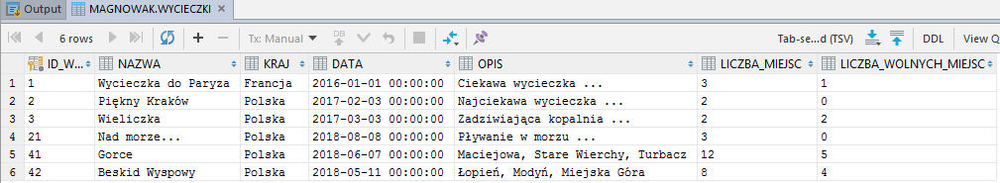 Output MAGNOWAK.WYCIECZKI
6 rows Tx: Manual DB Tab-se...d (TSV) DDL View Q
ID_W... NAZWA KRAJ DATA OPIS LICZBA_MIEJSC LICZBA_WOLNYCH_MIEJSC
1 1 Wycieczka do Paryza Francja 2016-01-01 00:00:00 Ciekawa wycieczka ... 3 1
2 2 Piękny Kraków Polska 2017-02-03 00:00:00 Najciekawa wycieczka ... 2 0
3 3 Wieliczka Polska 2017-03-03 00:00:00 Zadziwiająca kopalnia ... 2 2
4 21 Nad morze... Polska 2018-08-08 00:00:00 Pływanie w morzu ... 3 0
5 41 Gorce Polska 2018-06-07 00:00:00 Maciejowa, Stare Wierchy, Turbacz 12 5
6 42 Beskid Wyspowy Polska 2018-05-11 00:00:00 Łopień, Modyń, Miejska Góra 8 4